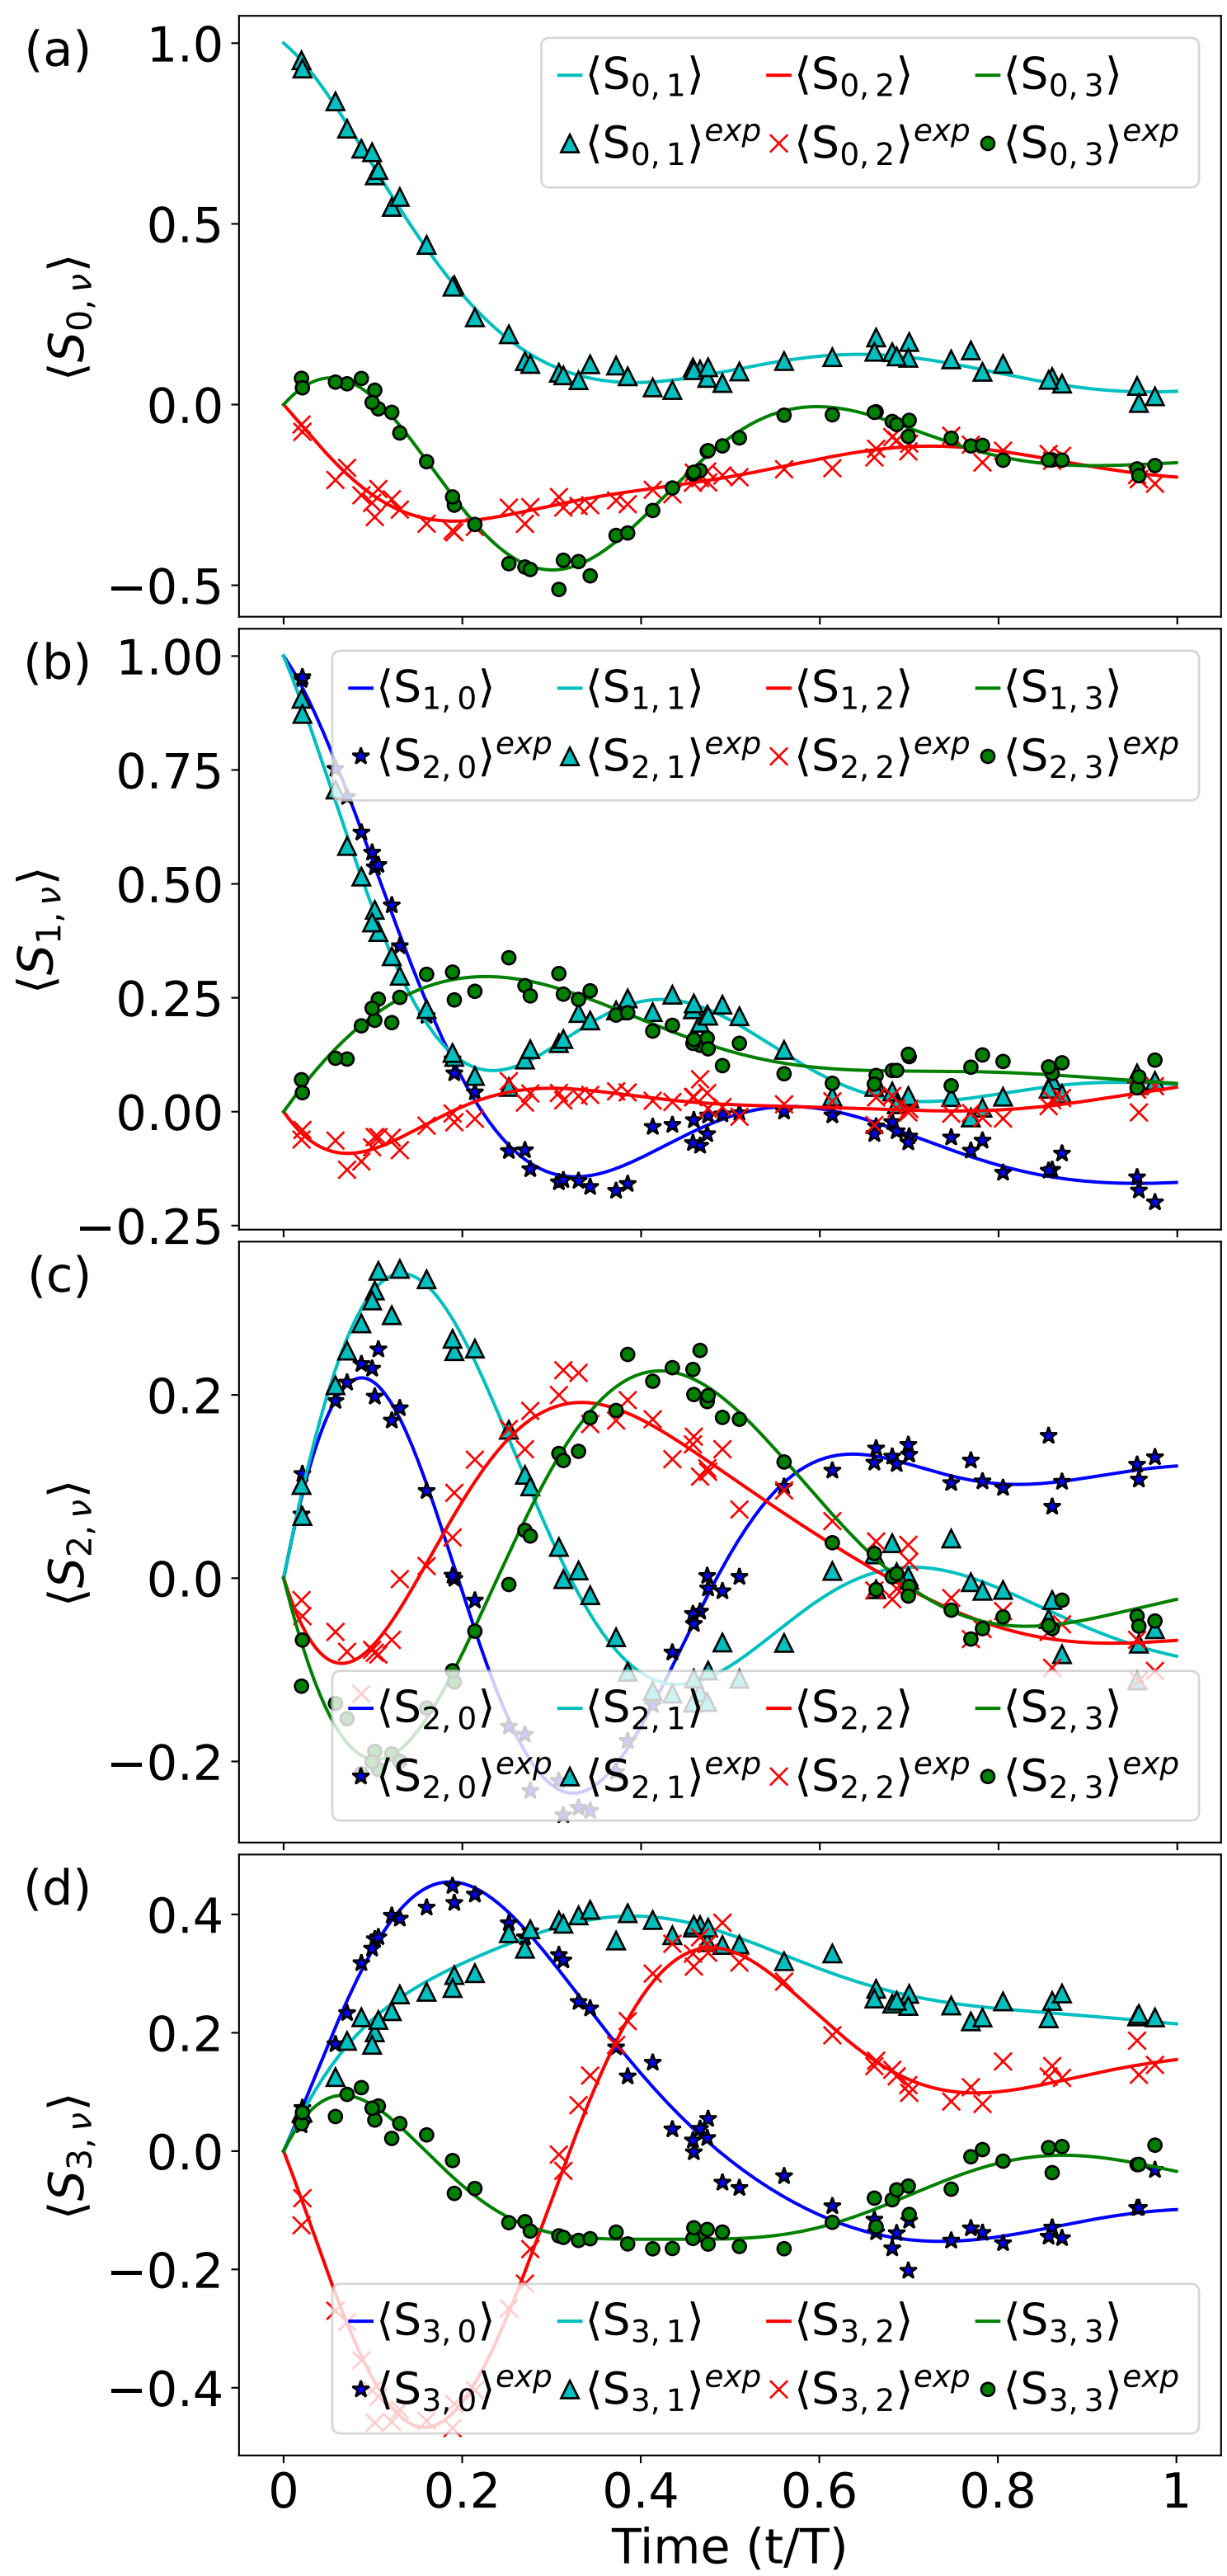 (a)
1.0
0.5
0.0
−0.5
⟨S0, ν⟩
⟨S0, 1⟩ ⟨S0, 2⟩ ⟨S0, 3⟩
⟨S0, 1⟩exp ⟨S0, 2⟩exp ⟨S0, 3⟩exp
(b)
1.00
0.75
0.50
0.25
0.00
−0.25
⟨S1, ν⟩
⟨S1, 0⟩ ⟨S1, 1⟩ ⟨S1, 2⟩ ⟨S1, 3⟩
⟨S2, 0⟩exp ⟨S2, 1⟩exp ⟨S2, 2⟩exp ⟨S2, 3⟩exp
(c)
0.2
0.0
−0.2
⟨S2, ν⟩
⟨S2, 0⟩ ⟨S2, 1⟩ ⟨S2, 2⟩ ⟨S2, 3⟩
⟨S2, 0⟩exp ⟨S2, 1⟩exp ⟨S2, 2⟩exp ⟨S2, 3⟩exp
(d)
0.4
0.2
0.0
−0.2
−0.4
⟨S3, ν⟩
⟨S3, 0⟩ ⟨S3, 1⟩ ⟨S3, 2⟩ ⟨S3, 3⟩
⟨S3, 0⟩exp ⟨S3, 1⟩exp ⟨S3, 2⟩exp ⟨S3, 3⟩exp
0 0.2 0.4 0.6 0.8 1
Time (t/T)